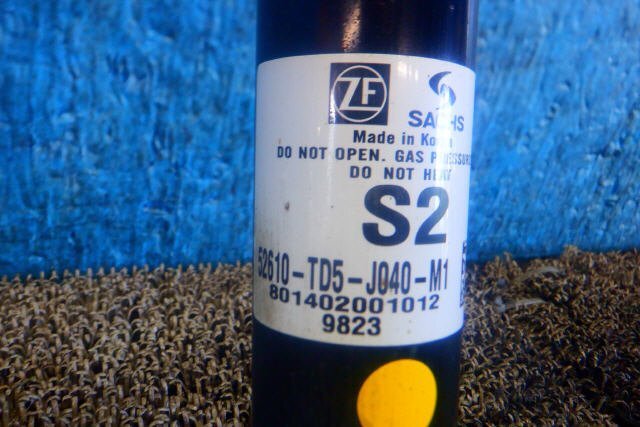 ZF
SACHS
Made in Korea
DO NOT OPEN. GAS PRESSURE
DO NOT HEAT
S2
52610-TD5-J040-M1
801402001012
9823